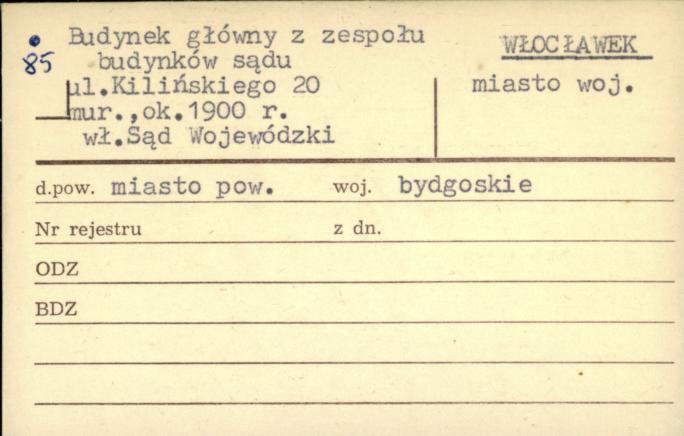 Budynek główny z zespołu
budynków sądu
85
ul.Kilińskiego 20
mur.,ok.1900 r.
wł.Sąd Wojewódzki
WŁOCŁAWEK
miasto woj.
d.pow. miasto pow. woj. bydgoskie
Nr rejestru z dn.
ODZ
BDZ